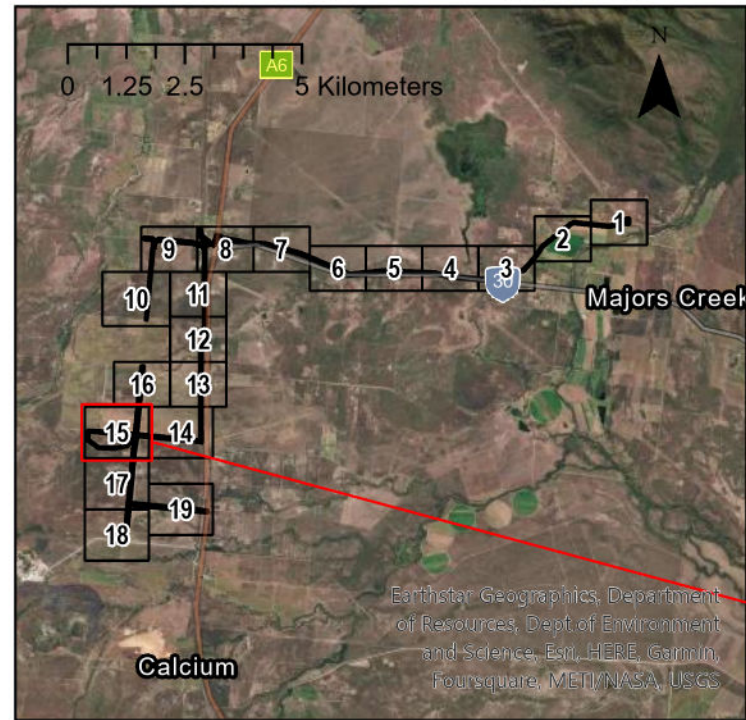 N
A6
0 1.25 2.5 5 Kilometers
1
2
9 8 7
6 5 4 3
30
10 11
Majors Creek
12
16 13
15 14
17
19
18
Earthstar Geographics, Department
of Resources, Dept of Environment
and Science, Esri, HERE, Garmin,
Foursquare, METI/NASA, USGS
Calcium